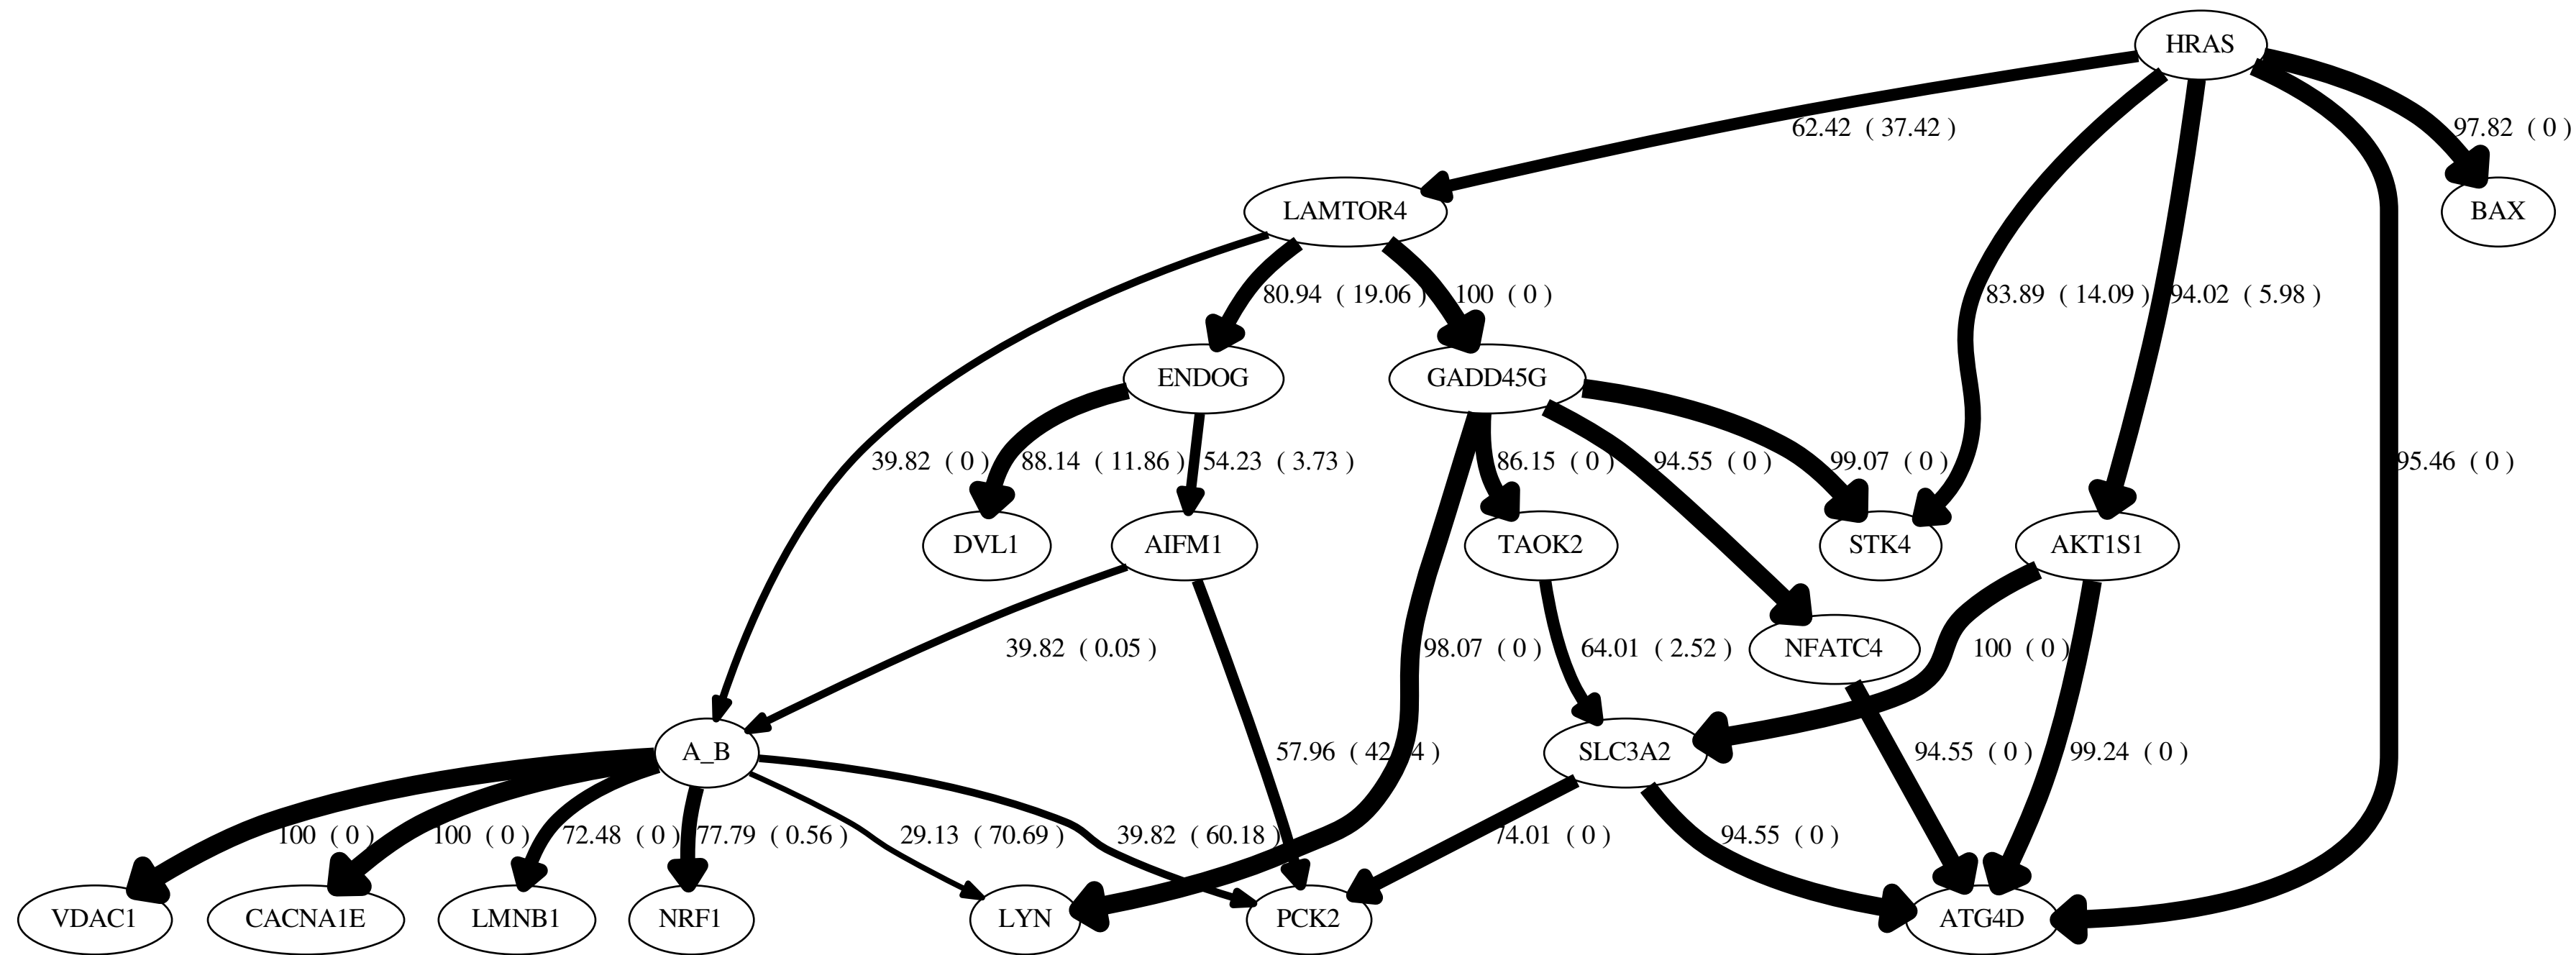 HRAS
62.42 ( 37.42 )
97.82 ( 0 )
LAMTOR4
BAX
80.94 ( 19.06 )
100 ( 0 )
83.89 ( 14.09 )
94.02 ( 5.98 )
ENDOG
GADD45G
39.82 ( 0 )
88.14 ( 11.86 )
54.23 ( 3.73 )
86.15 ( 0 )
94.55 ( 0 )
99.07 ( 0 )
95.46 ( 0 )
DVL1
AIFM1
TAOK2
STK4
AKT1S1
39.82 ( 0.05 )
98.07 ( 0 )
64.01 ( 2.52 )
NFATC4
100 ( 0 )
A_B
57.96 ( 42.04 )
SLC3A2
94.55 ( 0 )
99.24 ( 0 )
100 ( 0 )
100 ( 0 )
72.48 ( 0 )
77.79 ( 0.56 )
29.13 ( 70.69 )
39.82 ( 60.18 )
74.01 ( 0 )
94.55 ( 0 )
VDAC1
CACNA1E
LMNB1
NRF1
LYN
PCK2
ATG4D